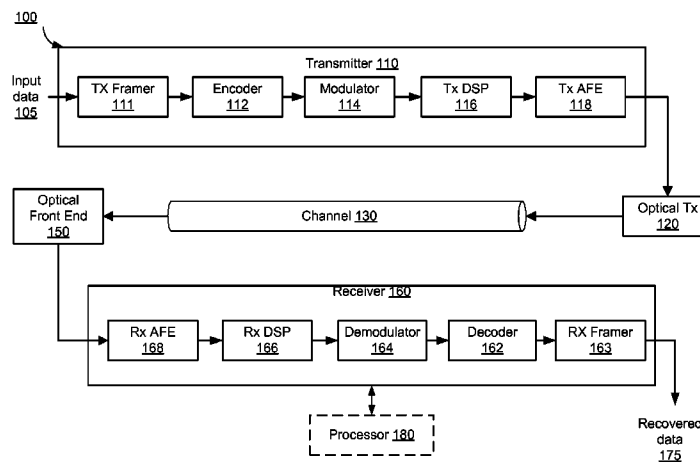 100
Transmitter 110
Input
data
105
TX Framer
111
Encoder
112
Modulator
114
Tx DSP
116
Tx AFE
118
Optical
Front End
150
Channel 130
Optical Tx
120
Receiver 160
Rx AFE
168
Rx DSP
166
Demodulator
164
Decoder
162
RX Framer
163
Processor 180
Recovered
data
175